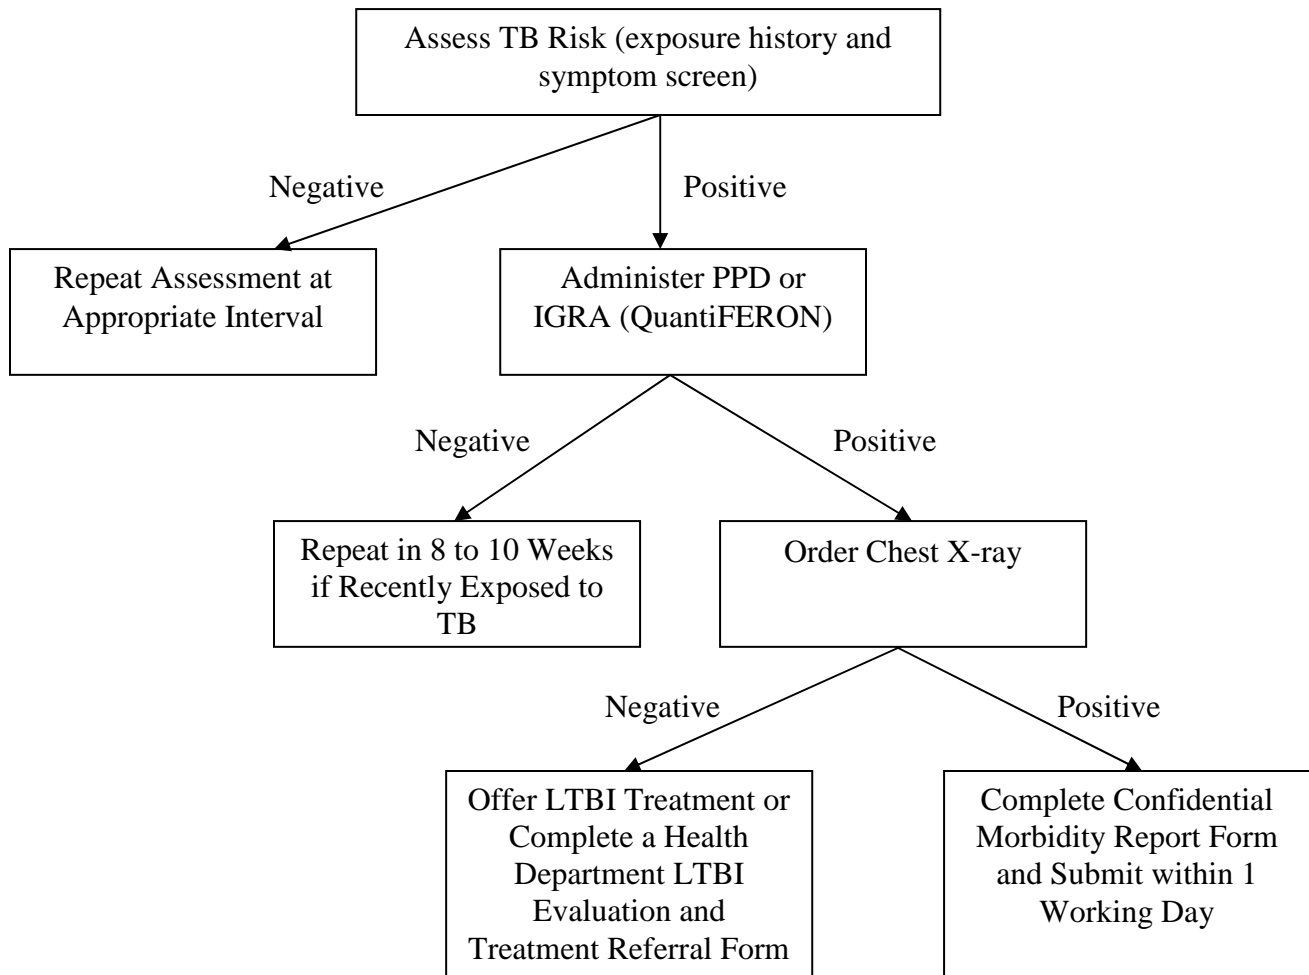 Assess TB Risk (exposure history and
symptom screen)
Negative
Positive
Repeat Assessment at
Appropriate Interval
Administer PPD or
IGRA (QuantiFERON)
Negative
Positive
Repeat in 8 to 10 Weeks
if Recently Exposed to
TB
Order Chest X-ray
Negative
Positive
Offer LTBI Treatment or
Complete a Health
Department LTBI
Evaluation and
Treatment Referral Form
Complete Confidential
Morbidity Report Form
and Submit within 1
Working Day